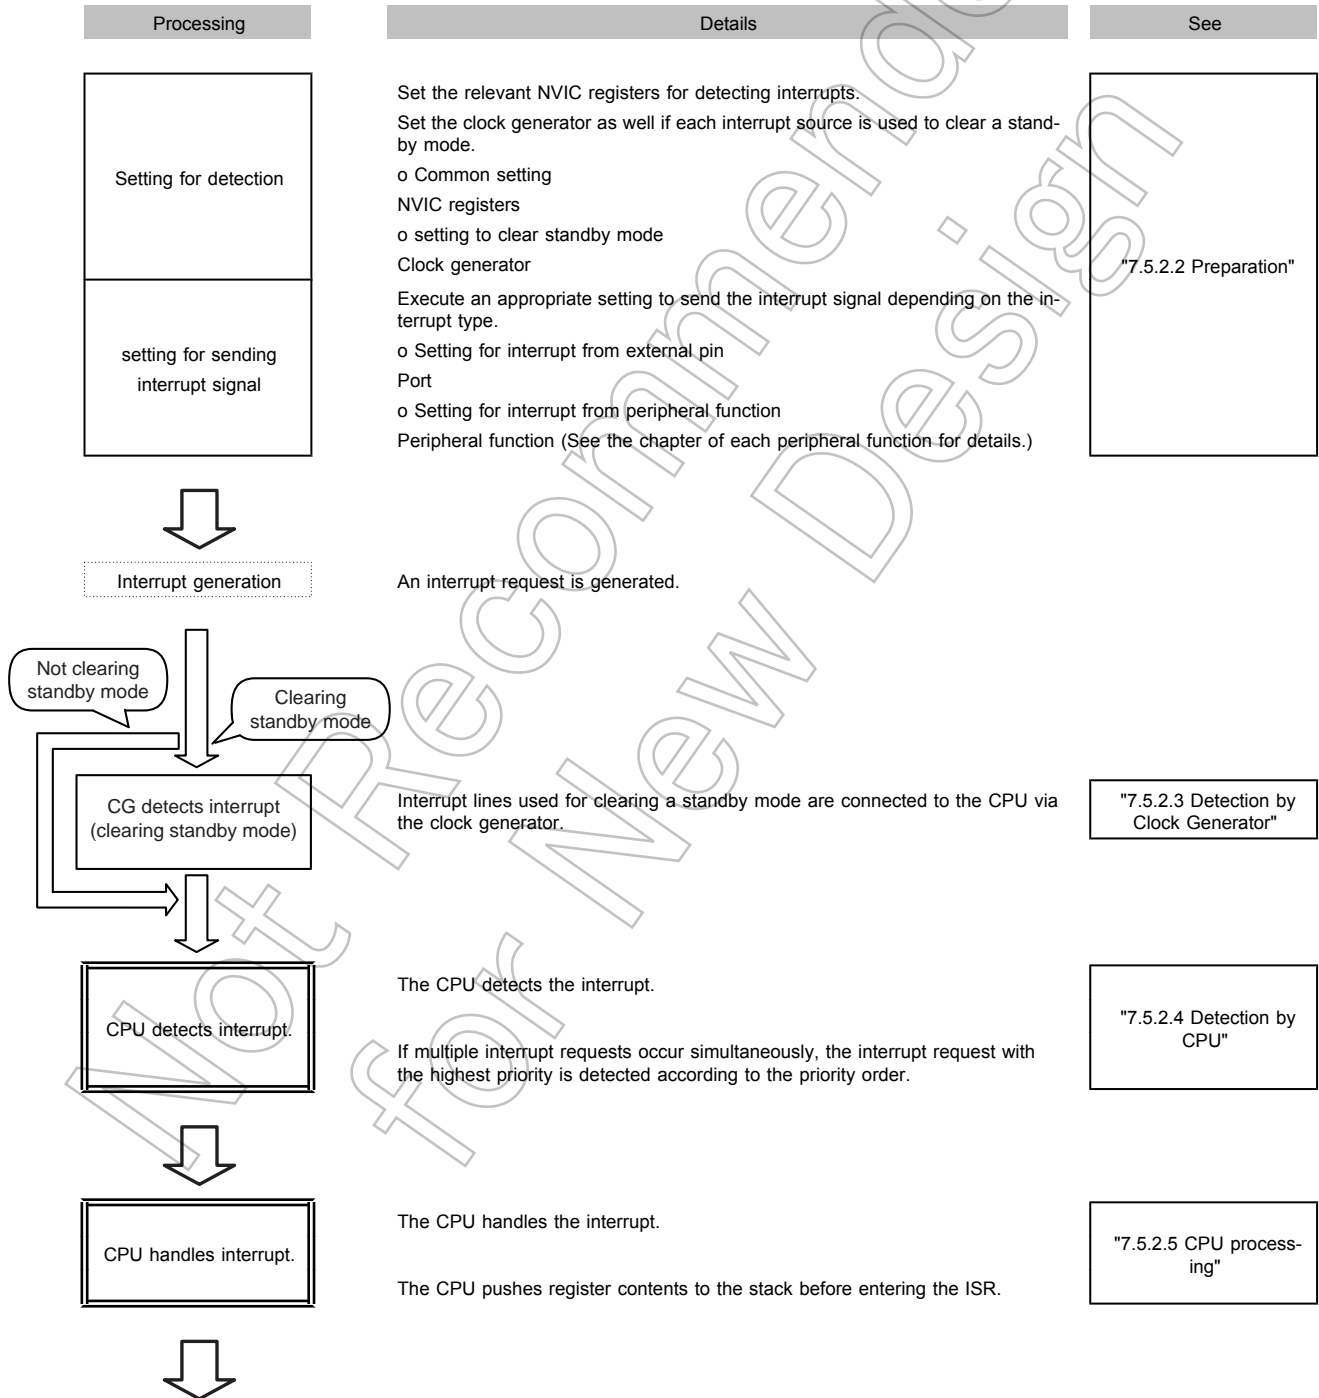 Processing
Details
See
Setting for detection
Set the relevant NVIC registers for detecting interrupts.
Set the clock generator as well if each interrupt source is used to clear a stand-
by mode.
o Common setting
NVIC registers
o setting to clear standby mode
Clock generator
"7.5.2.2 Preparation"
setting for sending
interrupt signal
Execute an appropriate setting to send the interrupt signal depending on the in-
terrupt type.
o Setting for interrupt from external pin
Port
o Setting for interrupt from peripheral function
Peripheral function (See the chapter of each peripheral function for details.)
Interrupt generation
An interrupt request is generated.
Not clearing
standby mode
Clearing
standby mode
CG detects interrupt
(clearing standby mode)
Interrupt lines used for clearing a standby mode are connected to the CPU via
the clock generator.
"7.5.2.3 Detection by
Clock Generator"
CPU detects interrupt.
The CPU detects the interrupt.
If multiple interrupt requests occur simultaneously, the interrupt request with
the highest priority is detected according to the priority order.
"7.5.2.4 Detection by
CPU"
CPU handles interrupt.
The CPU handles the interrupt.
The CPU pushes register contents to the stack before entering the ISR.
"7.5.2.5 CPU process-
ing"
Not Recommende
for New Design